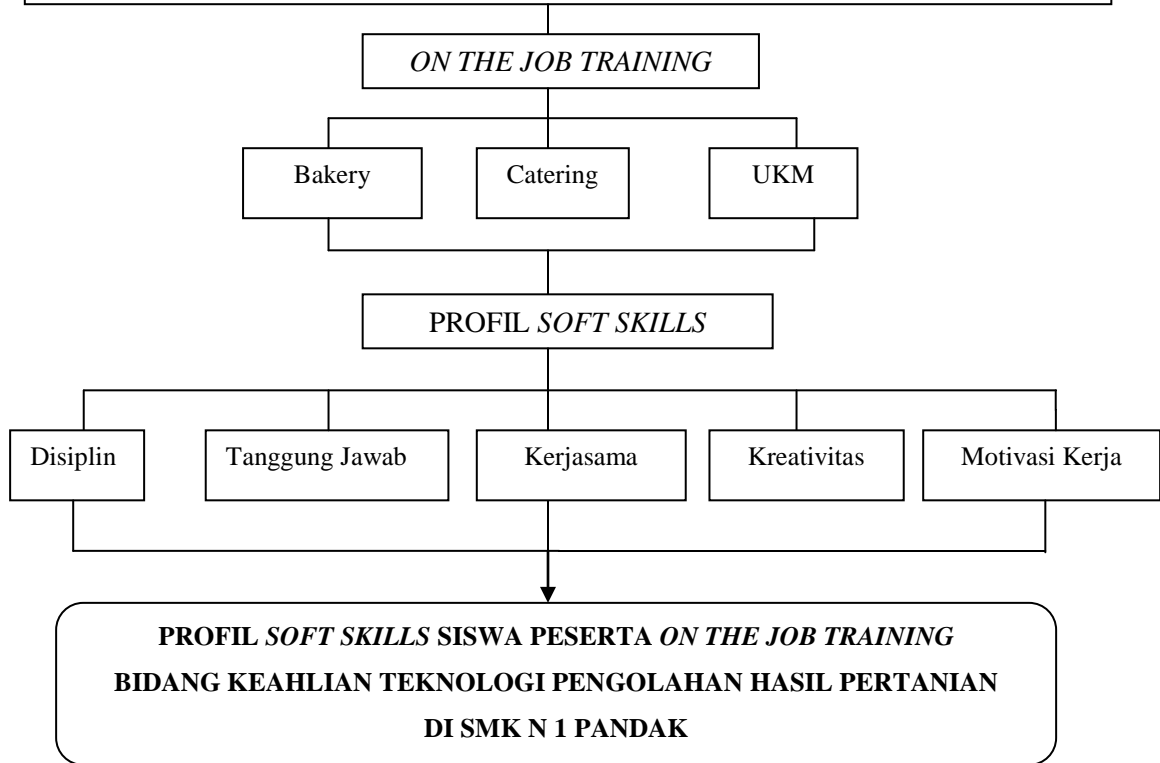 ON THE JOB TRAINING
Bakery
Catering
UKM
PROFIL SOFT SKILLS
Disiplin
Tanggung Jawab
Kerjasama
Kreativitas
Motivasi Kerja
PROFIL SOFT SKILLS SISWA PESERTA ON THE JOB TRAINING
BIDANG KEAHLIAN TEKNOLOGI PENGOLAHAN HASIL PERTANIAN
DI SMK N 1 PANDAK